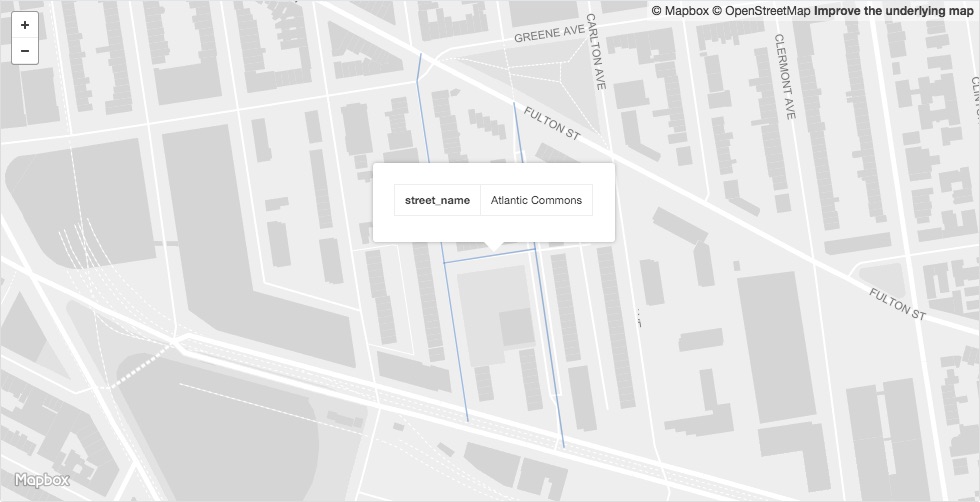 +
−
© Mapbox © OpenStreetMap Improve the underlying map
GREENE AVE
CARLTON AVE
CLERMONT AVE
FULTON ST
street_name Atlantic Commons
FULTON ST
Mapbox